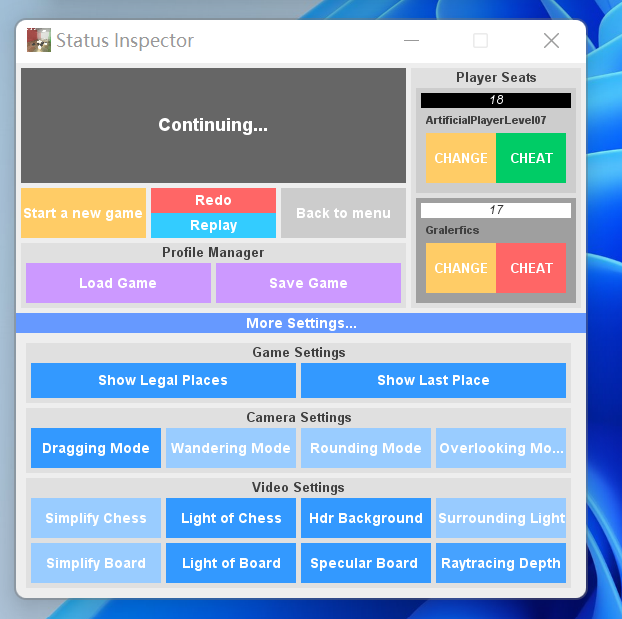 Status Inspector
Continuing...
Start a new game
Redo
Replay
Back to menu
Profile Manager
Load Game
Save Game
Player Seats
18
ArtificialPlayerLevel07
CHANGE
CHEAT
17
Gralerfics
CHANGE
CHEAT
More Settings...
Game Settings
Show Legal Places
Show Last Place
Camera Settings
Dragging Mode
Wandering Mode
Rounding Mode
Overlooking Mo...
Video Settings
Simplify Chess
Light of Chess
Hdr Background
Surrounding Light
Simplify Board
Light of Board
Specular Board
Raytracing Depth